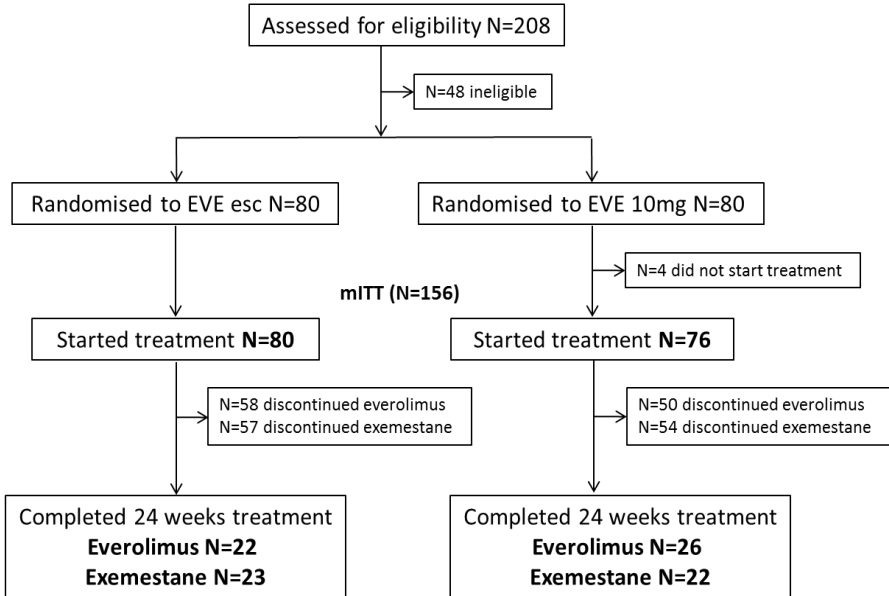 Assessed for eligibility N=208
N=48 ineligible
Randomised to EVE esc N=80
Randomised to EVE 10mg N=80
N=4 did not start treatment
mITT (N=156)
Started treatment N=80
Started treatment N=76
N=58 discontinued everolimus
N=57 discontinued exemestane
N=50 discontinued everolimus
N=54 discontinued exemestane
Completed 24 weeks treatment
Everolimus N=22
Exemestane N=23
Completed 24 weeks treatment
Everolimus N=26
Exemestane N=22